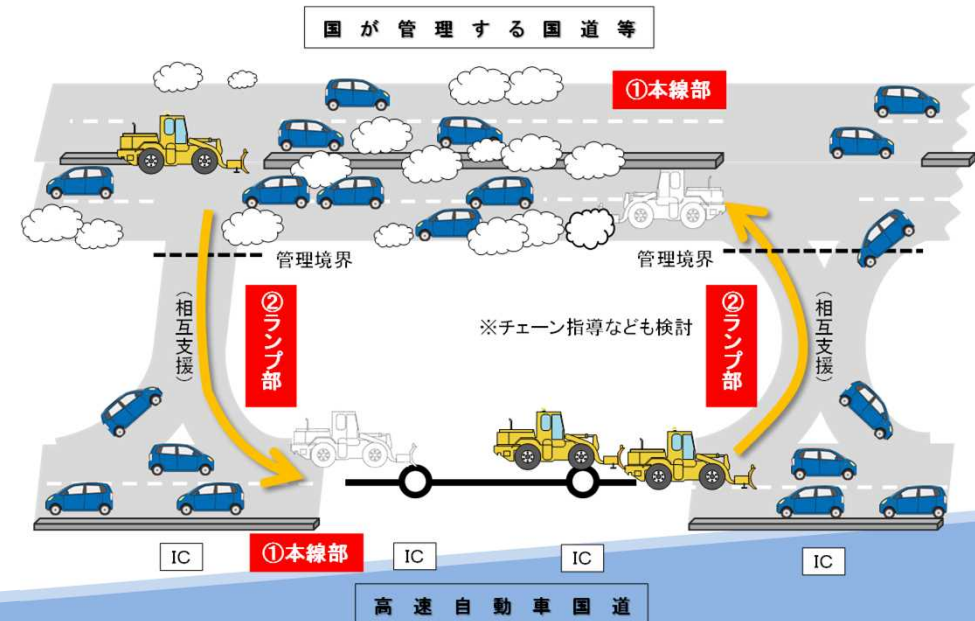 国が管理する国道等
①本線部
管理境界
管理境界
（相互支援）
②ランプ部
※チェーン指導なども検討
②ランプ部
（相互支援）
①本線部
IC
IC
IC
IC
高速自動車国道